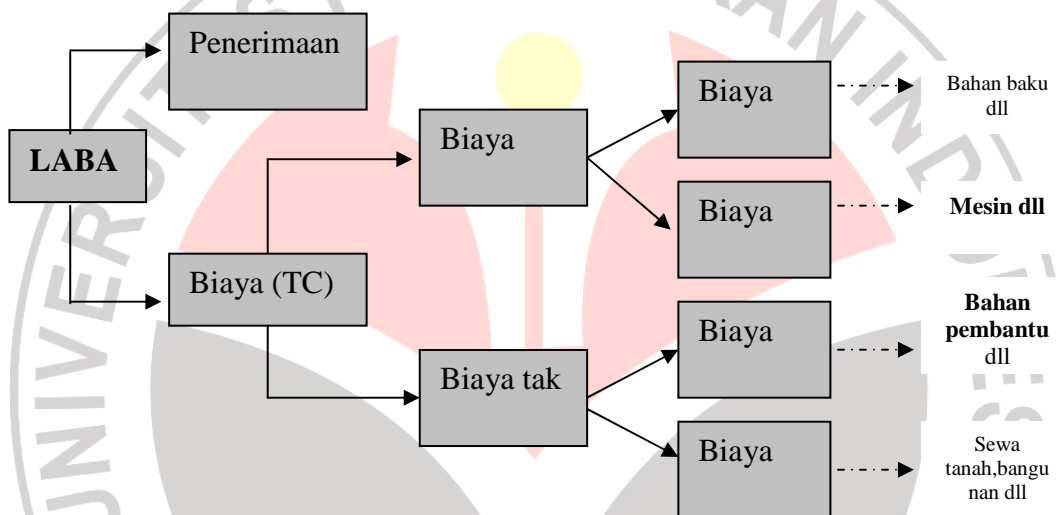 Penerimaan
LABA
Biaya (TC)
Biaya
Biaya tak
Biaya
Biaya
Biaya
Biaya
Bahan baku
dll
Mesin dll
Bahan
pembantu
dll
Sewa
tanah,bangu
nan dll